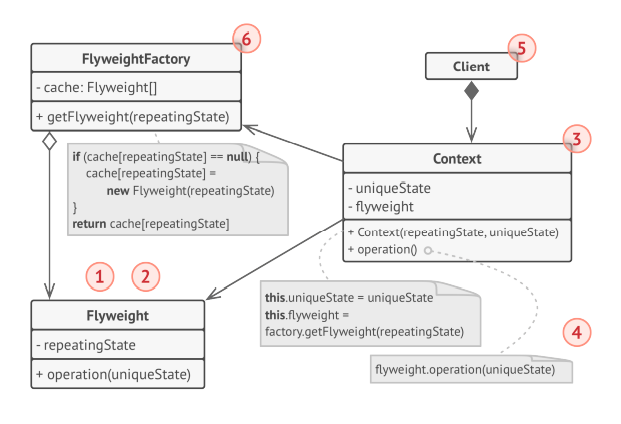 6
FlyweightFactory
- cache: Flyweight[]
+ getFlyweight(repeatingState)
5
Client
if (cache[repeatingState] == null) {
cache[repeatingState] =
new Flyweight(repeatingState)
}
return cache[repeatingState]
3
Context
- uniqueState
- flyweight
+ Context(repeatingState, uniqueState)
+ operation()
1
2
Flyweight
- repeatingState
+ operation(uniqueState)
this.uniqueState = uniqueState
this.flyweight =
factory.getFlyweight(repeatingState)
4
flyweight.operation(uniqueState)